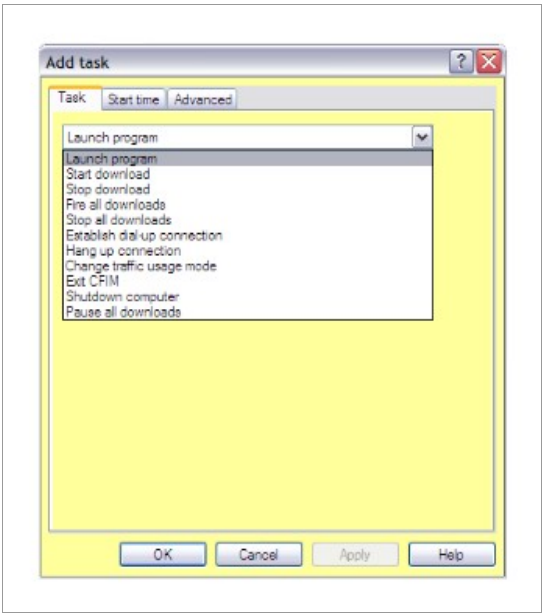 Add task
Task Start time Advanced
Launch program
Launch program
Start download
Stop download
Fire all downloads
Stop all downloads
Establish dial-up connection
Hang up connection
Change traffic usage mode
Exit CFIM
Shutdown computer
Pause all downloads
OK Cancel Apply Help